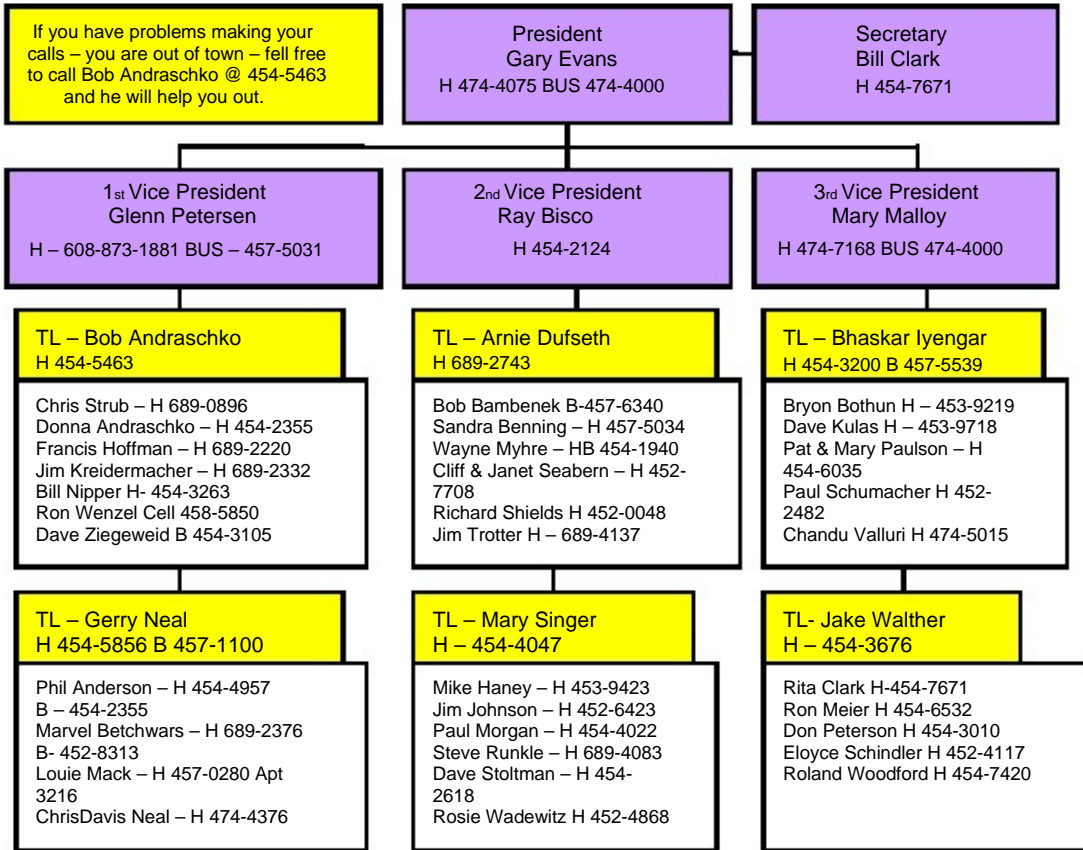 If you have problems making your
calls – you are out of town – fell free
to call Bob Andraschko @ 454-5463
and he will help you out.
President
Gary Evans
H 474-4075 BUS 474-4000
Secretary
Bill Clark
H 454-7671
1st Vice President
Glenn Petersen
H – 608-873-1881 BUS – 457-5031
2nd Vice President
Ray Bisco
H 454-2124
3rd Vice President
Mary Malloy
H 474-7168 BUS 474-4000
TL – Bob Andraschko
H 454-5463
Chris Strub – H 689-0896
Donna Andraschko – H 454-2355
Francis Hoffman – H 689-2220
Jim Kreidermacher – H 689-2332
Bill Nipper H- 454-3263
Ron Wenzel Cell 458-5850
Dave Ziegeweid B 454-3105
TL – Arnie Dufseth
H 689-2743
Bob Bambenek B-457-6340
Sandra Benning – H 457-5034
Wayne Myhre – HB 454-1940
Cliff & Janet Seabern – H 452-
7708
Richard Shields H 452-0048
Jim Trotter H – 689-4137
TL – Bhaskar Iyengar
H 454-3200 B 457-5539
Bryon Bothun H – 453-9219
Dave Kulas H – 453-9718
Pat & Mary Paulson – H
454-6035
Paul Schumacher H 452-
2482
Chandu Valluri H 474-5015
TL – Gerry Neal
H 454-5856 B 457-1100
Phil Anderson – H 454-4957
B – 454-2355
Marvel Betchwars – H 689-2376
B- 452-8313
Louie Mack – H 457-0280 Apt
3216
ChrisDavis Neal – H 474-4376
TL – Mary Singer
H – 454-4047
Mike Haney – H 453-9423
Jim Johnson – H 452-6423
Paul Morgan – H 454-4022
Steve Runkle – H 689-4083
Dave Stoltman – H 454-
2618
Rosie Wadewitz H 452-4868
TL- Jake Walther
H – 454-3676
Rita Clark H-454-7671
Ron Meier H 454-6532
Don Peterson H 454-3010
Eloyce Schindler H 452-4117
Roland Woodford H 454-7420